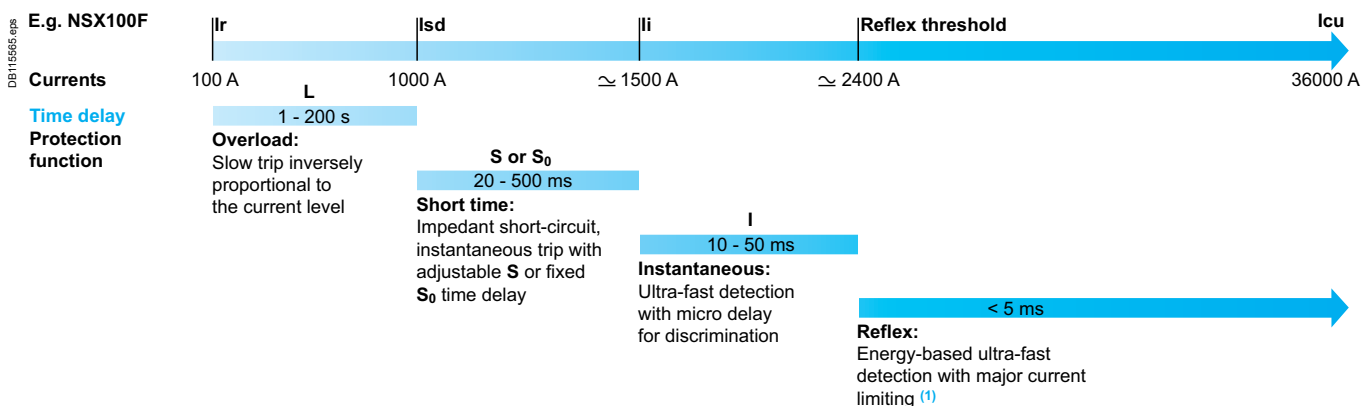 DB115565.eps
E.g. NSX100F
Ir Isd Ii Reflex threshold Icu
Currents 100 A 1000 A ≃ 1500 A ≃ 2400 A 36000 A
Time delay
Protection
function
L
1 - 200 s
Overload:
Slow trip inversely
proportional to
the current level
S or S₀
20 - 500 ms
Short time:
Impedant short-circuit,
instantaneous trip with
adjustable S or fixed
S₀ time delay
I
10 - 50 ms
Instantaneous:
Ultra-fast detection
with micro delay
for discrimination
< 5 ms
Reflex:
Energy-based ultra-fast
detection with major current
limiting (1)